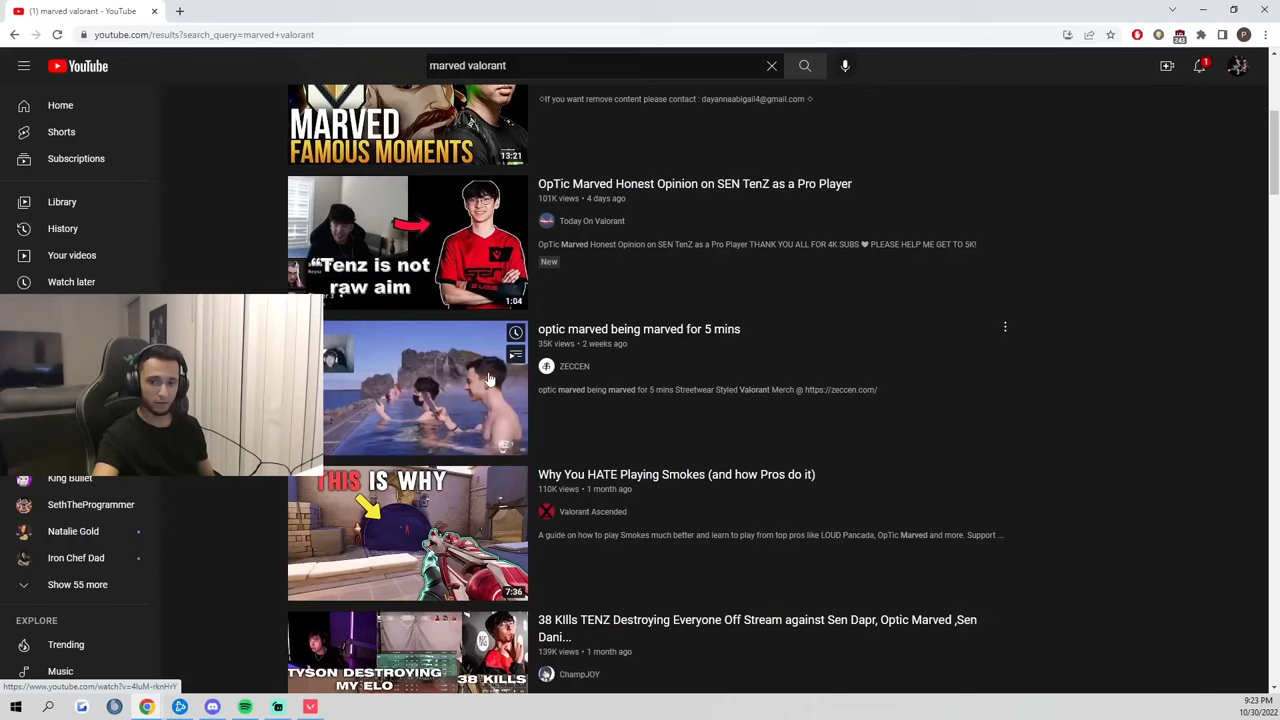 (1) marved valorant
youtube.com/results?search_query=marved+valorant
243
P
YouTube
marved valorant
1
Home
Shorts
Subscriptions
Library
History
Your videos
Watch later
King Bullet
SethTheProgrammer
Natalie Gold
Iron Chef Dad
Show 55 more
EXPLORE
Trending
Music
https://www.youtube.com/watch?v=4luM-rknHrY
MARVED
FAMOUS MOMENTS
13:21
◇If you want remove content please contact : dayannaabigail4@gmail.com ◇
"Tenz is not
raw aim
1:04
OpTic Marved Honest Opinion on SEN TenZ as a Pro Player
101K views • 4 days ago
Today On Valorant
OpTic Marved Honest Opinion on SEN TenZ as a Pro Player THANK YOU ALL FOR 4K SUBS ❤ PLEASE HELP ME GET TO 5K!
New
optic marved being marved for 5 mins
35K views • 2 weeks ago
ZECCEN
optic marved being marved for 5 mins Streetwear Styled Valorant Merch @ https://zeccen.com/
THIS IS WHY
7:36
Why You HATE Playing Smokes (and how Pros do it)
110K views • 1 month ago
Valorant Ascended
A guide on how to play Smokes much better and learn to play from top pros like LOUD Pancada, OpTic Marved and more. Support ...
TYSON DESTROYING
MY ELO
38 KILLS
38 KIlls TENZ Destroying Everyone Off Stream against Sen Dapr, Optic Marved ,Sen
Dani...
139K views • 1 month ago
ChampJOY
9:23 PM
10/30/2022